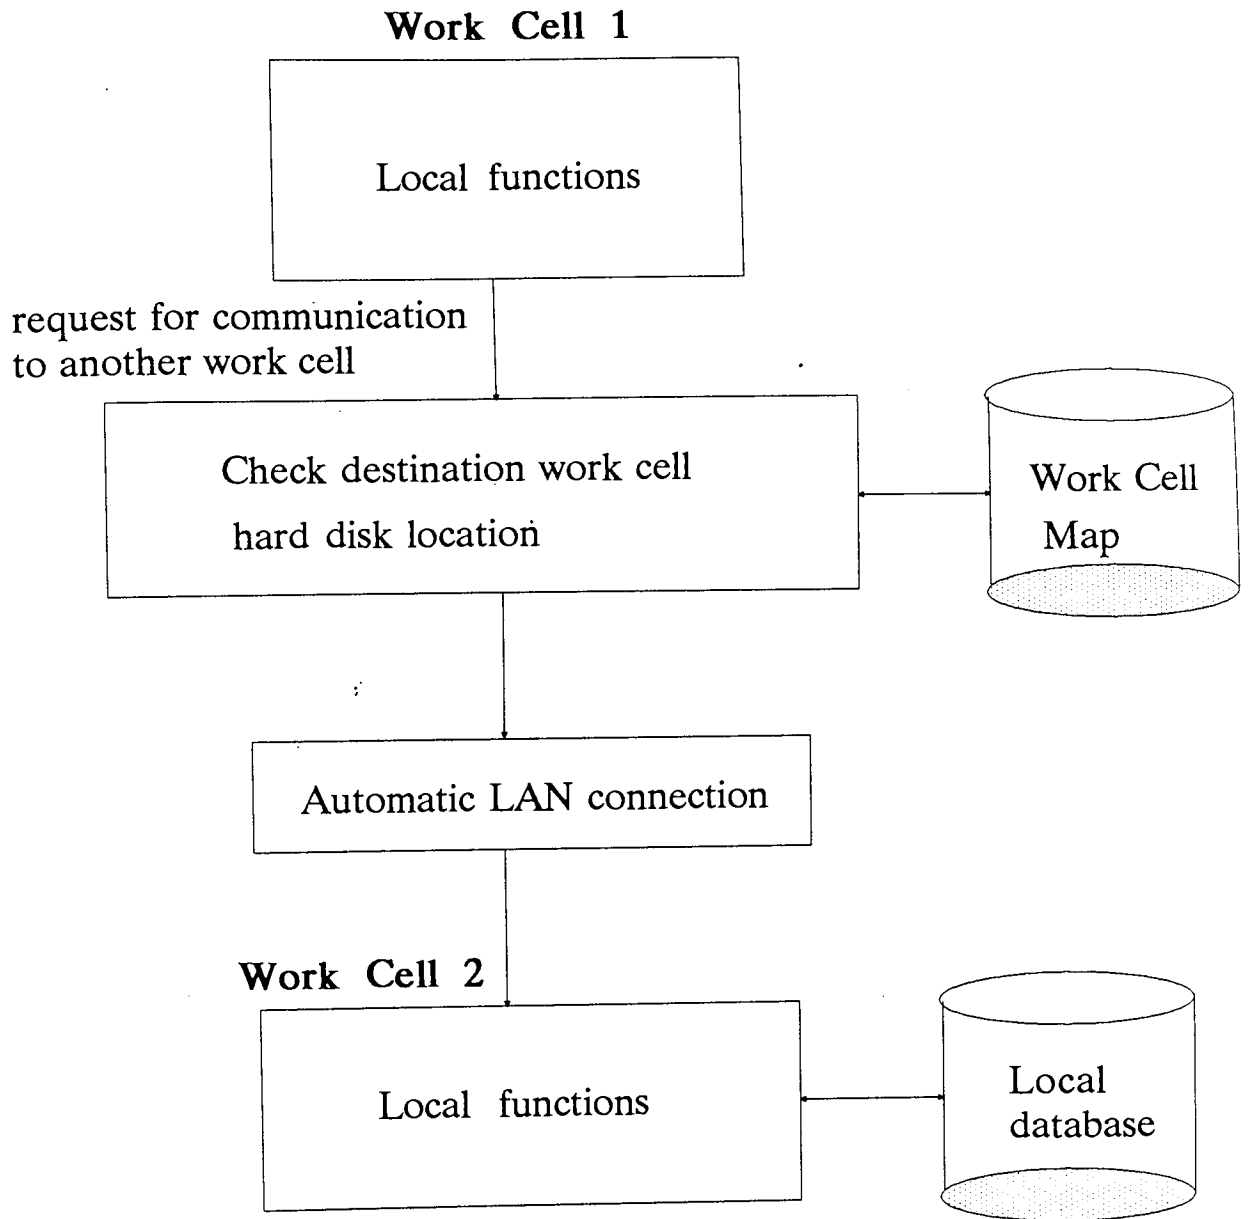 Work Cell 1
Local functions
request for communication
to another work cell
Check destination work cell
hard disk location
Work Cell
Map
Automatic LAN connection
Work Cell 2
Local functions
Local
database